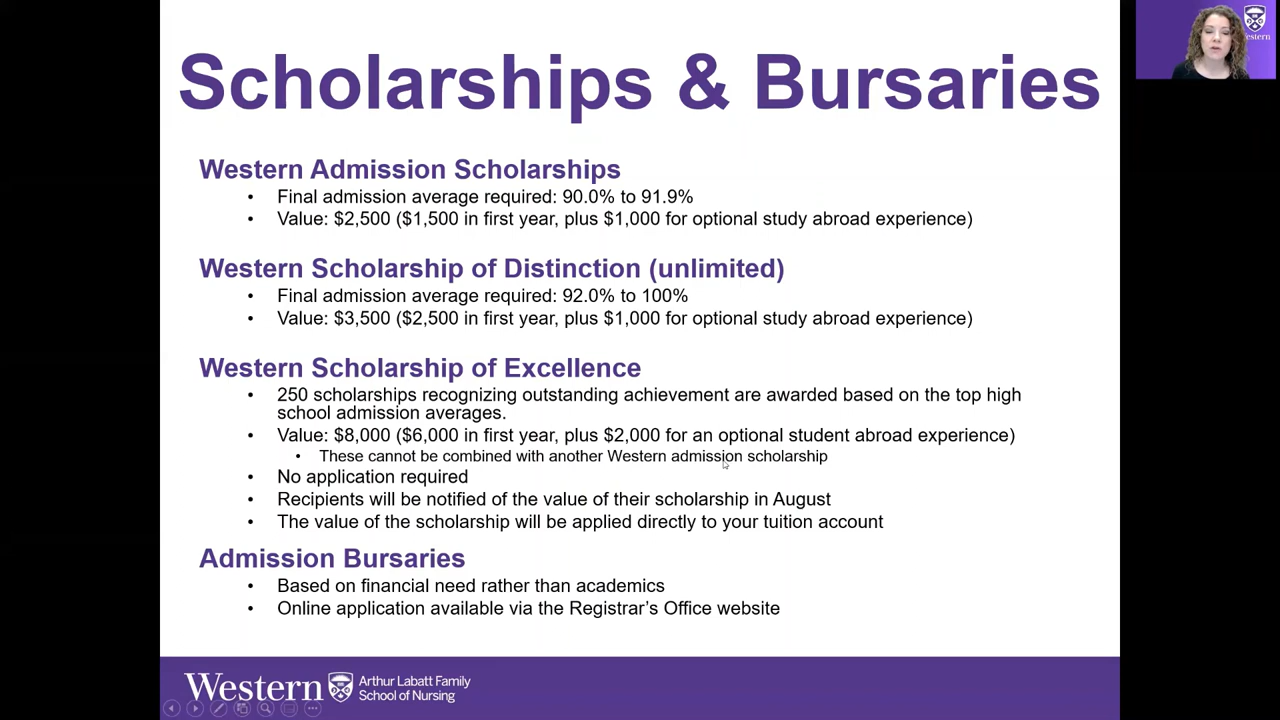 Scholarships & Bursaries
Western Admission Scholarships
• Final admission average required: 90.0% to 91.9%
• Value: $2,500 ($1,500 in first year, plus $1,000 for optional study abroad experience)
Western Scholarship of Distinction (unlimited)
• Final admission average required: 92.0% to 100%
• Value: $3,500 ($2,500 in first year, plus $1,000 for optional study abroad experience)
Western Scholarship of Excellence
• 250 scholarships recognizing outstanding achievement are awarded based on the top high
school admission averages.
• Value: $8,000 ($6,000 in first year, plus $2,000 for an optional student abroad experience)
• These cannot be combined with another Western admission scholarship
• No application required
• Recipients will be notified of the value of their scholarship in August
• The value of the scholarship will be applied directly to your tuition account
Admission Bursaries
• Based on financial need rather than academics
• Online application available via the Registrar's Office website
Western
Arthur Labatt Family
School of Nursing
estern